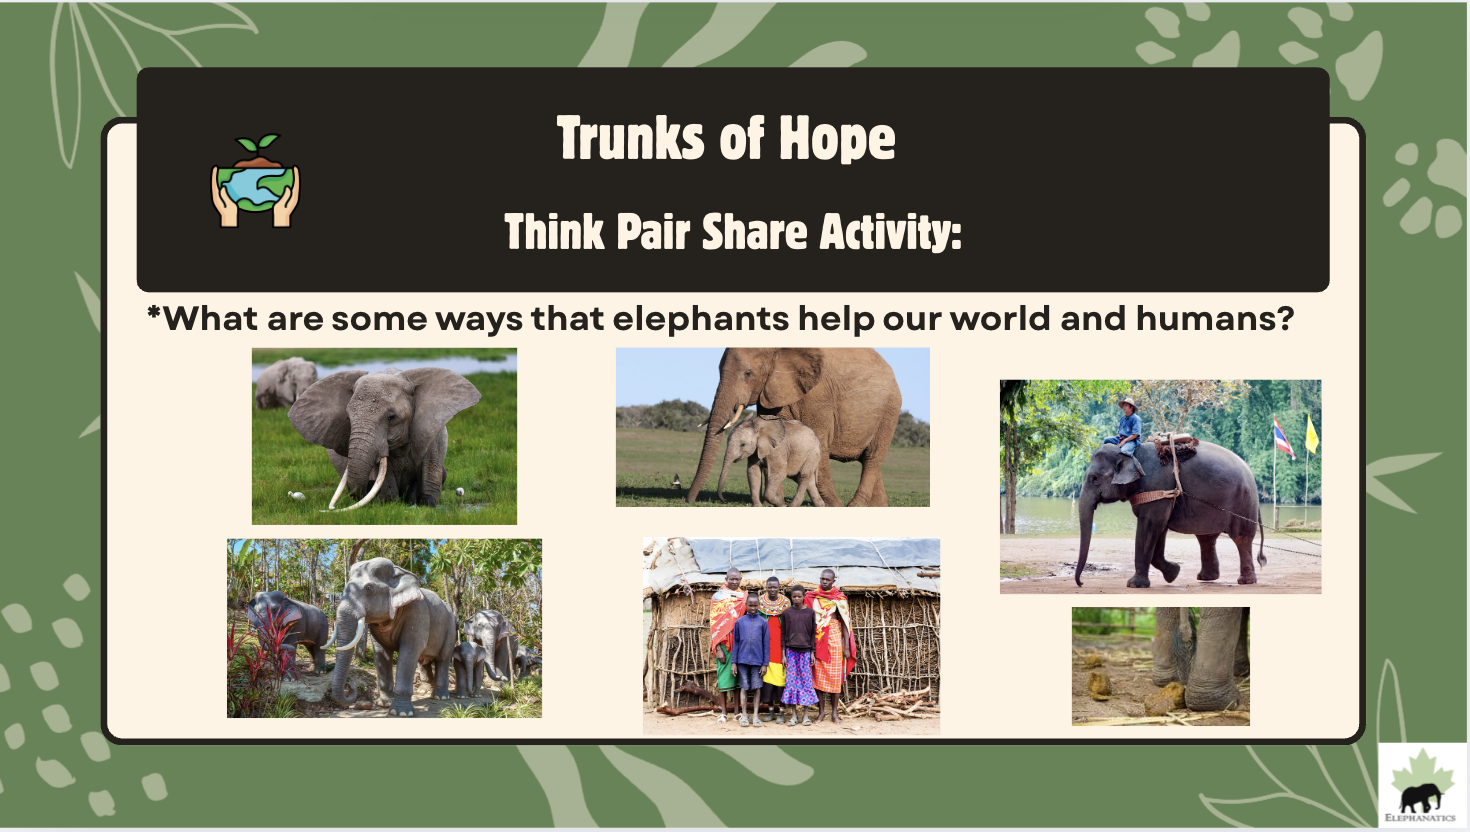 Trunks of Hope
Think Pair Share Activity:
*What are some ways that elephants help our world and humans?
ELEPHANATICS